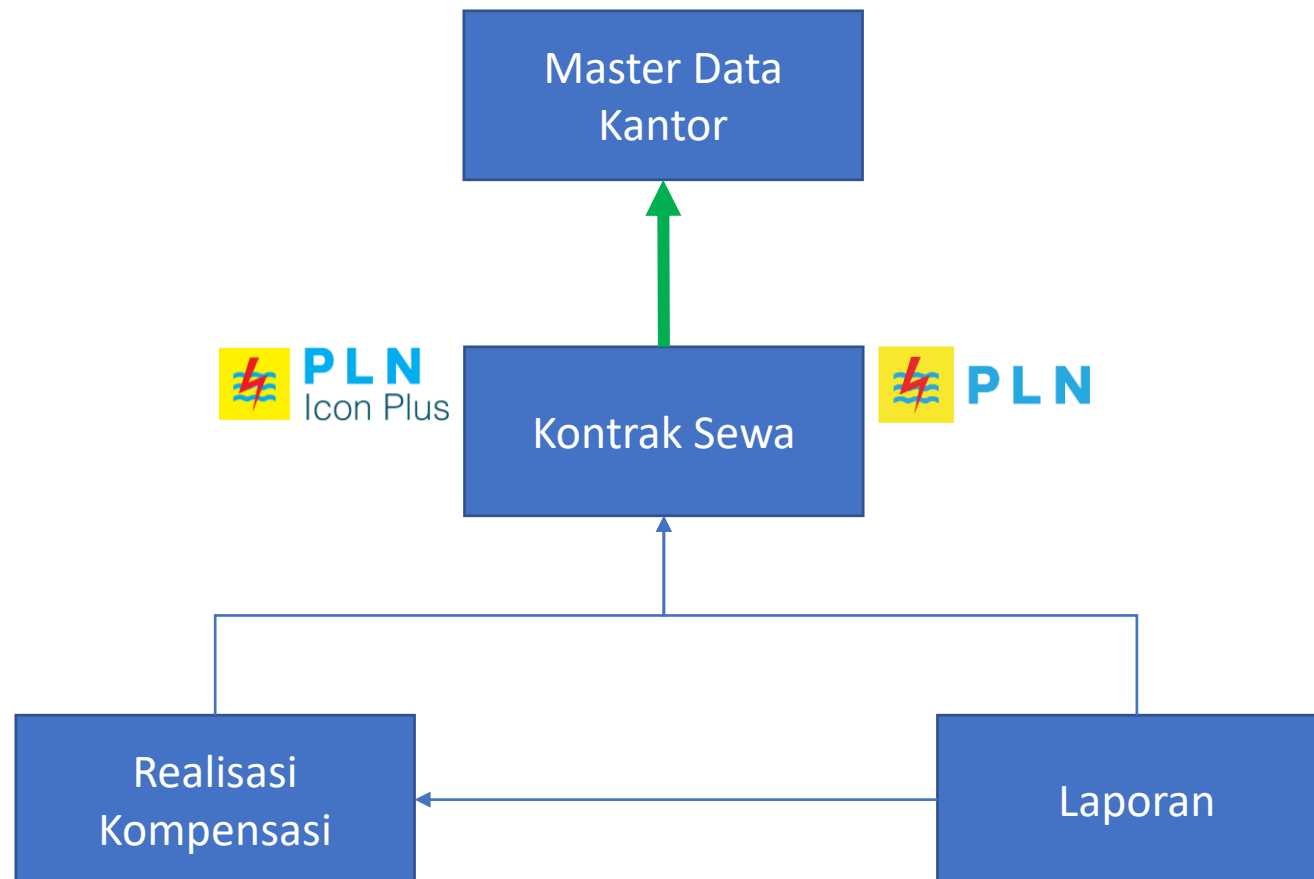 Master Data
Kantor
PLN
Icon Plus
Kontrak Sewa
PLN
Realisasi
Kompensasi
Laporan